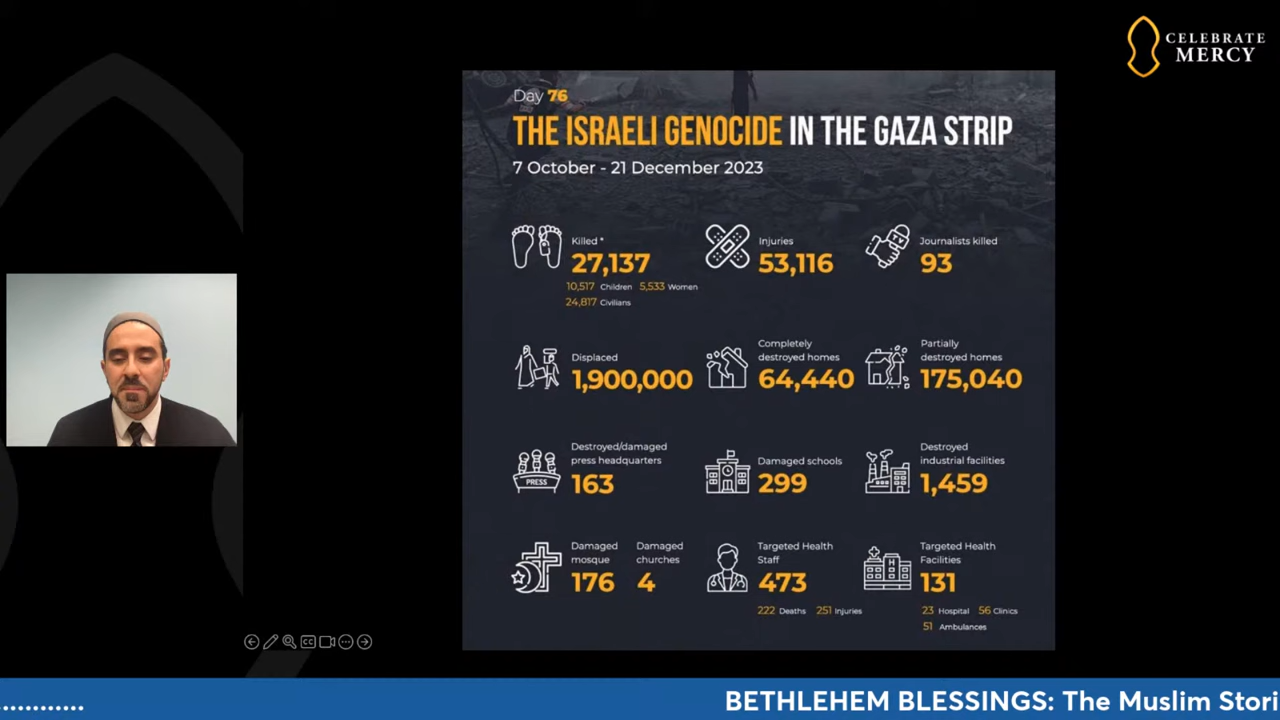 CELEBRATE
MERCY
Day 76
THE ISRAELI GENOCIDE IN THE GAZA STRIP
7 October - 21 December 2023
Killed *
27,137
10,517 Children 5,533 Women
24,817 Civilians
Injuries
53,116
TV
Journalists killed
93
Displaced
1,900,000
Completely
destroyed homes
64,440
Partially
destroyed homes
175,040
PRESS
Destroyed/damaged
press headquarters
163
Damaged schools
299
Destroyed
industrial facilities
1,459
Damaged
mosque
176
Damaged
churches
4
Targeted Health
Staff
473
222 Deaths 251 Injuries
H
Targeted Health
Facilities
131
23 Hospital 56 Clinics
51 Ambulances
CC
............ BETHLEHEM BLESSINGS: The Muslim Stori